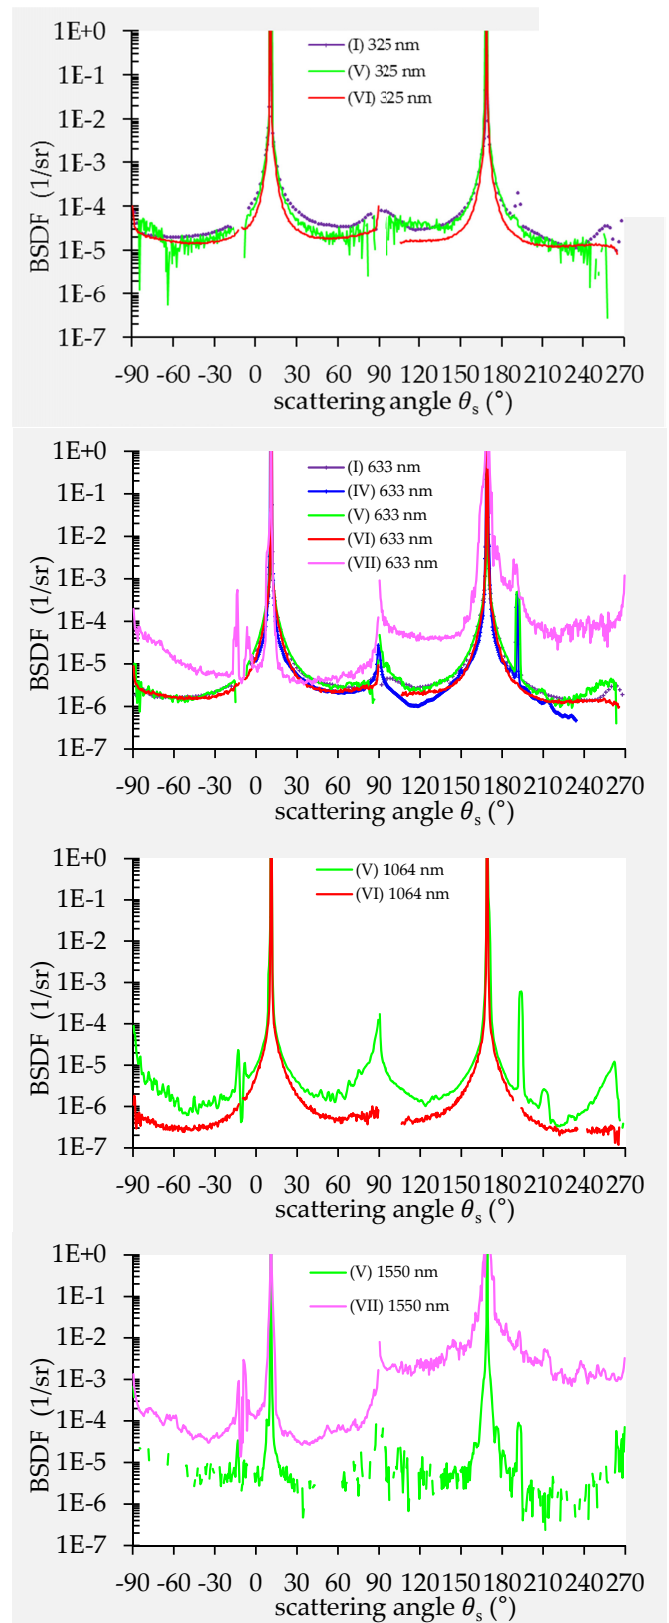 1E+0
(I) 325 nm
1E-1
(V) 325 nm
(VI) 325 nm
1E-2
1E-3
1E-4
1E-5
1E-6
1E-7
BSDF (1/sr)
-90 -60 -30 0 30 60 90 120 150 180 210 240 270
scattering angle θs (°)
1E+0
(I) 633 nm
1E-1
(IV) 633 nm
1E-2
(V) 633 nm
(VI) 633 nm
1E-3
(VII) 633 nm
1E-4
1E-5
1E-6
1E-7
BSDF (1/sr)
-90 -60 -30 0 30 60 90 120 150 180 210 240 270
scattering angle θs (°)
1E+0
(V) 1064 nm
1E-1
(VI) 1064 nm
1E-2
1E-3
1E-4
1E-5
1E-6
1E-7
BSDF (1/sr)
-90 -60 -30 0 30 60 90 120 150 180 210 240 270
scattering angle θs (°)
1E+0
(V) 1550 nm
1E-1
(VII) 1550 nm
1E-2
1E-3
1E-4
1E-5
1E-6
1E-7
BSDF (1/sr)
-90 -60 -30 0 30 60 90 120 150 180 210 240 270
scattering angle θs (°)